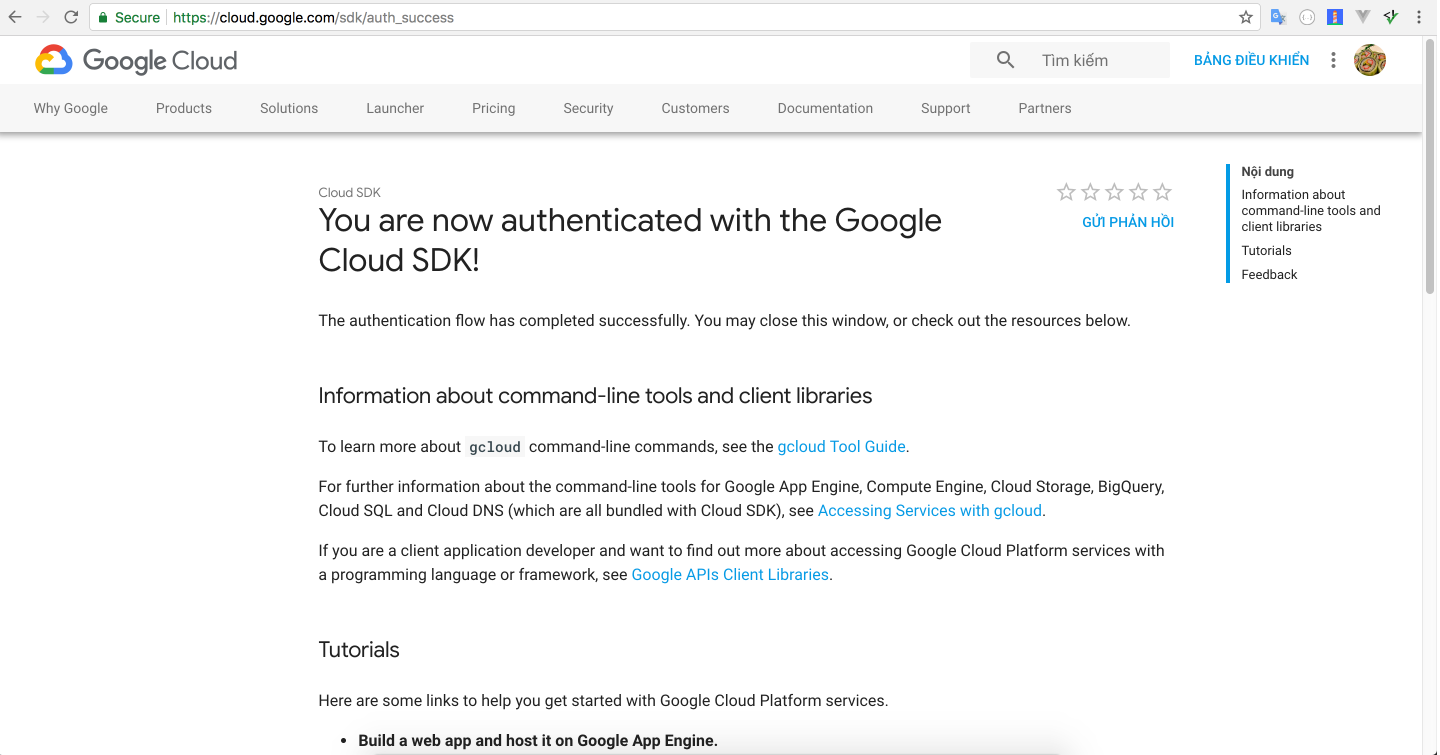 Secure https://cloud.google.com/sdk/auth_success
Google Cloud
Tìm kiếm
BẢNG ĐIỀU KHIỂN
Why Google Products Solutions Launcher Pricing Security Customers Documentation Support Partners
Cloud SDK
You are now authenticated with the Google
Cloud SDK!
GỬI PHẢN HỒI
Nội dung
Information about
command-line tools and
client libraries
Tutorials
Feedback
The authentication flow has completed successfully. You may close this window, or check out the resources below.
Information about command-line tools and client libraries
To learn more about gcloud command-line commands, see the gcloud Tool Guide.
For further information about the command-line tools for Google App Engine, Compute Engine, Cloud Storage, BigQuery,
Cloud SQL and Cloud DNS (which are all bundled with Cloud SDK), see Accessing Services with gcloud.
If you are a client application developer and want to find out more about accessing Google Cloud Platform services with
a programming language or framework, see Google APIs Client Libraries.
Tutorials
Here are some links to help you get started with Google Cloud Platform services.
• Build a web app and host it on Google App Engine.